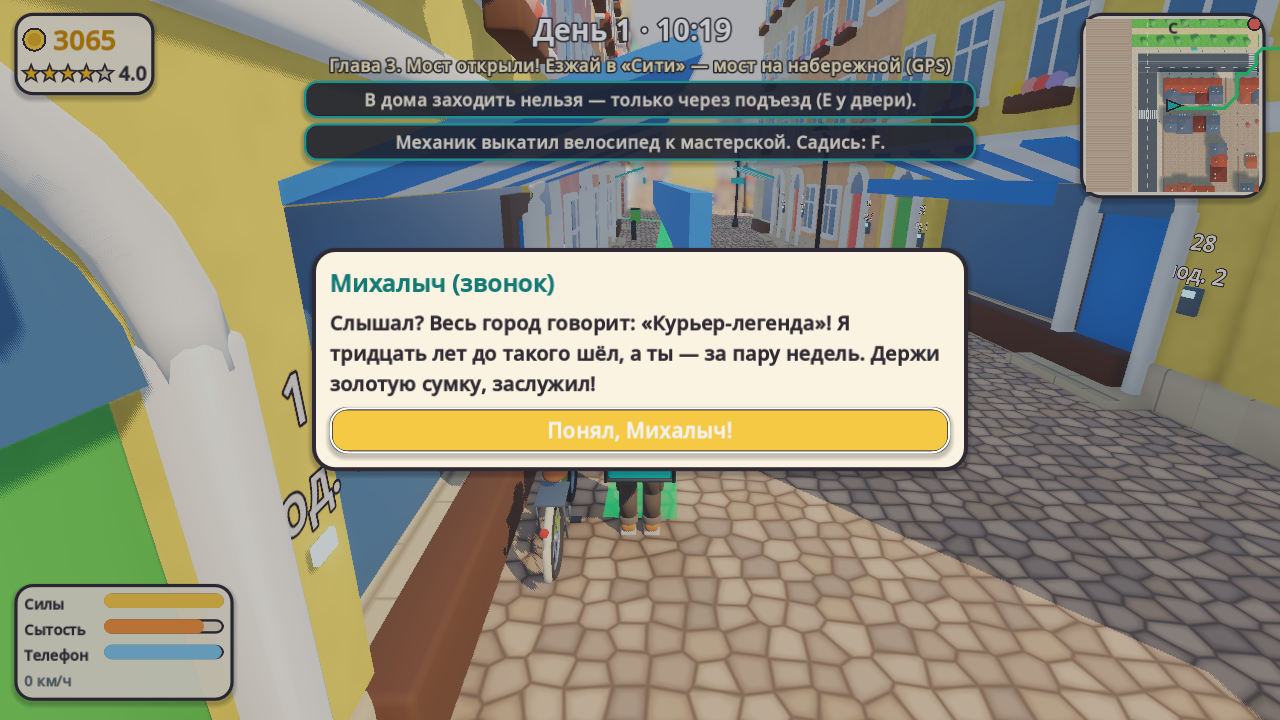 3065
4.0
День 1 · 10:19
Глава 3. Мост открыли! Езжай в «Сити» — мост на набережной (GPS)
В дома заходить нельзя — только через подъезд (E у двери).
Механик выкатил велосипед к мастерской. Садись: F.
С
28
од. 2
Михалыч (звонок)
Слышал? Весь город говорит: «Курьер-легенда»! Я
тридцать лет до такого шёл, а ты — за пару недель. Держи
золотую сумку, заслужил!
Понял, Михалыч!
1
од.
Силы
Сытость
Телефон
0 км/ч